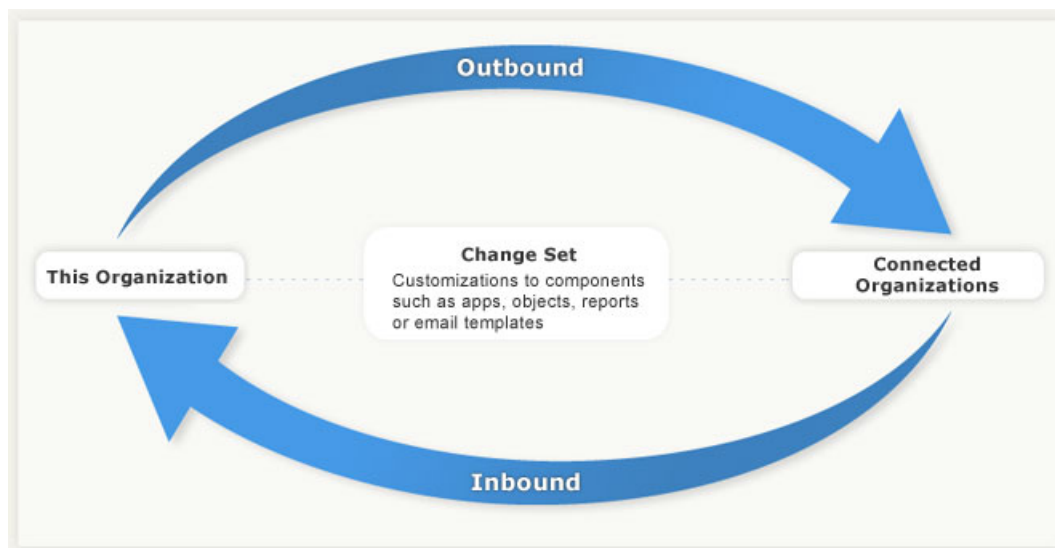 Outbound
This Organization
Change Set
Customizations to components
such as apps, objects, reports
or email templates
Connected
Organizations
Inbound